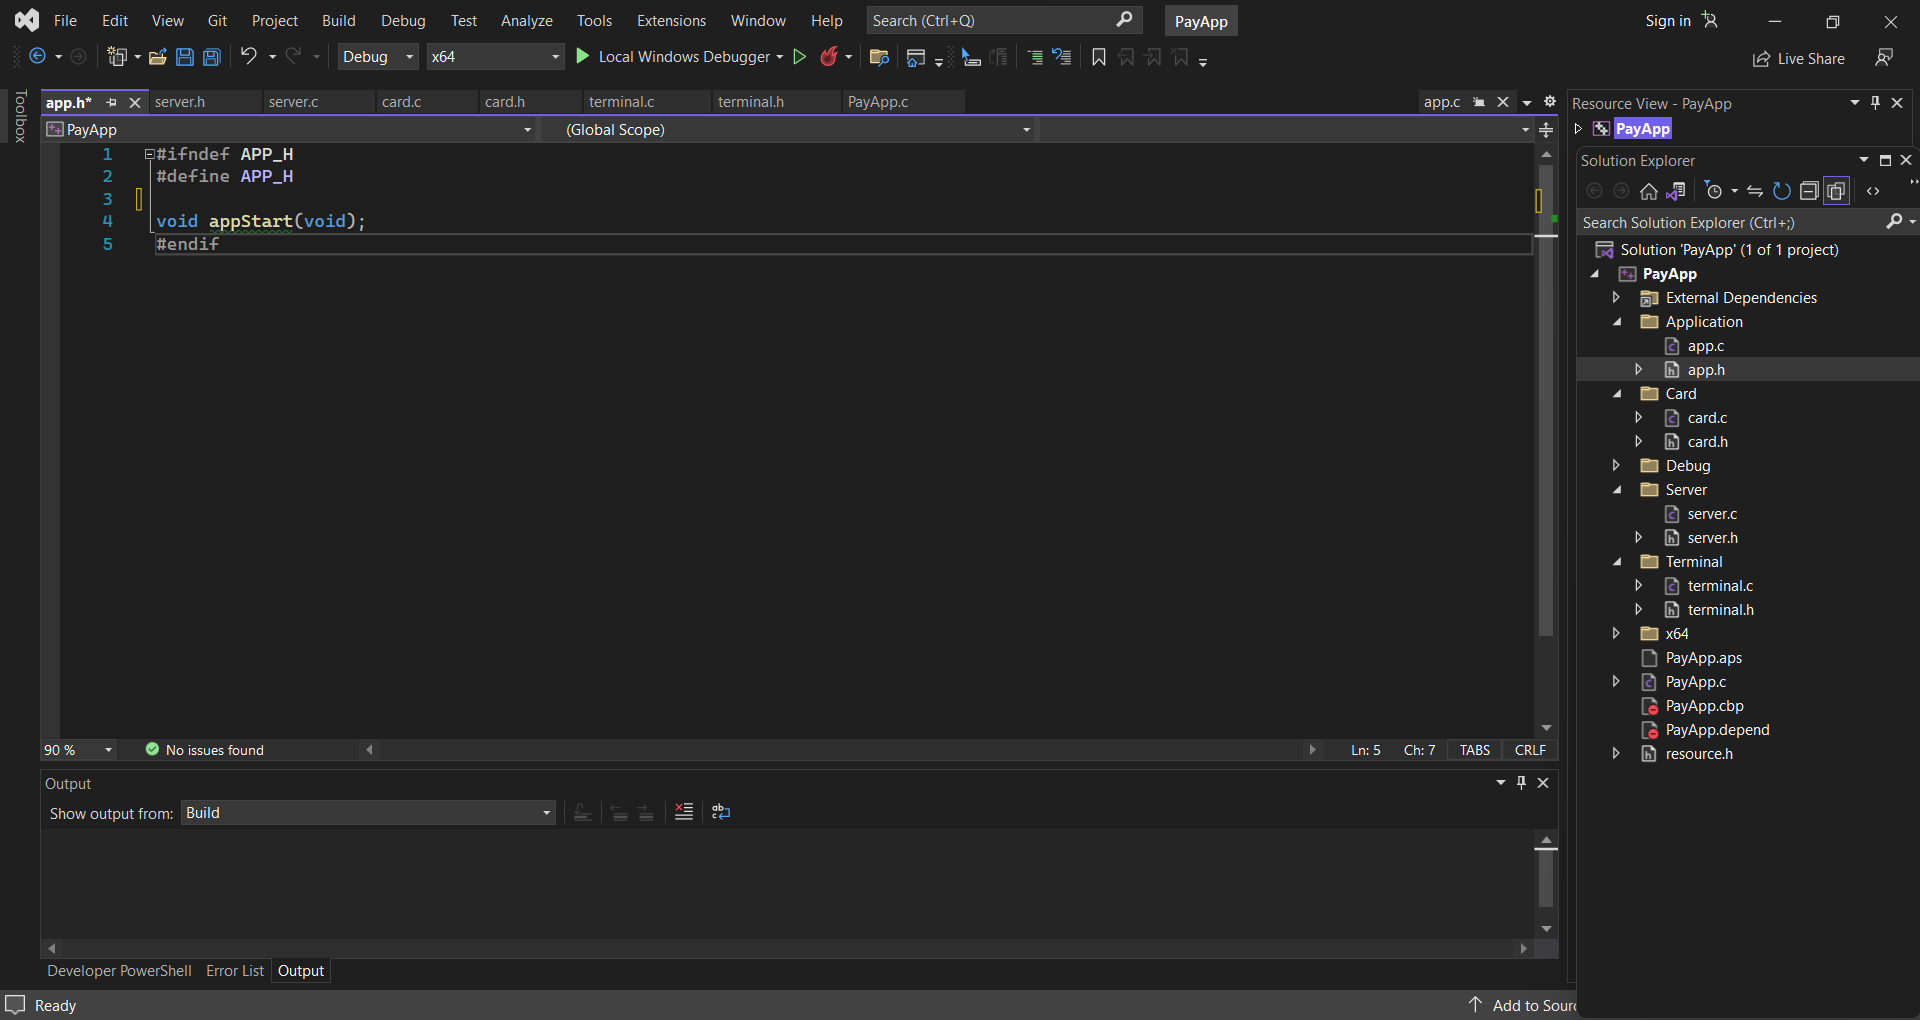 File Edit View Git Project Build Debug Test Analyze Tools Extensions Window Help Search (Ctrl+Q) PayApp Sign in
Debug x64 Local Windows Debugger Live Share
Toolbox
app.h* server.h server.c card.c card.h terminal.c terminal.h PayApp.c app.c
PayApp (Global Scope)
1 #ifndef APP_H
2 #define APP_H
3
4 void appStart(void);
5 #endif
90 % No issues found Ln: 5 Ch: 7 TABS CRLF
Output
Show output from: Build
Developer PowerShell Error List Output
Resource View - PayApp
PayApp
Solution Explorer
Search Solution Explorer (Ctrl+;)
Solution 'PayApp' (1 of 1 project)
PayApp
External Dependencies
Application
app.c
app.h
Card
card.c
card.h
Debug
Server
server.c
server.h
Terminal
terminal.c
terminal.h
x64
PayApp.aps
PayApp.c
PayApp.cbp
PayApp.depend
resource.h
Ready Add to Sour